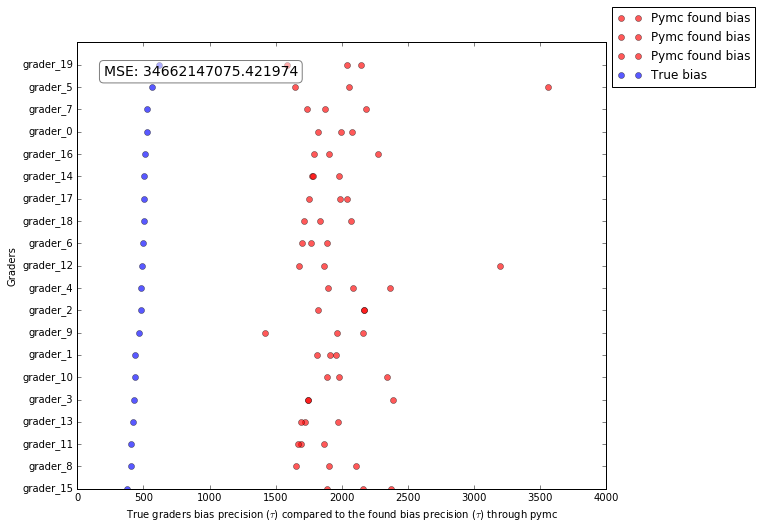 Pymc found bias
Pymc found bias
Pymc found bias
True bias
MSE: 34662147075.421974
Graders
grader_19
grader_5
grader_7
grader_0
grader_16
grader_14
grader_17
grader_18
grader_6
grader_12
grader_4
grader_2
grader_9
grader_1
grader_10
grader_3
grader_13
grader_11
grader_8
grader_15
0 500 1000 1500 2000 2500 3000 3500 4000
True graders bias precision (τ) compared to the found bias precision (τ) through pymc